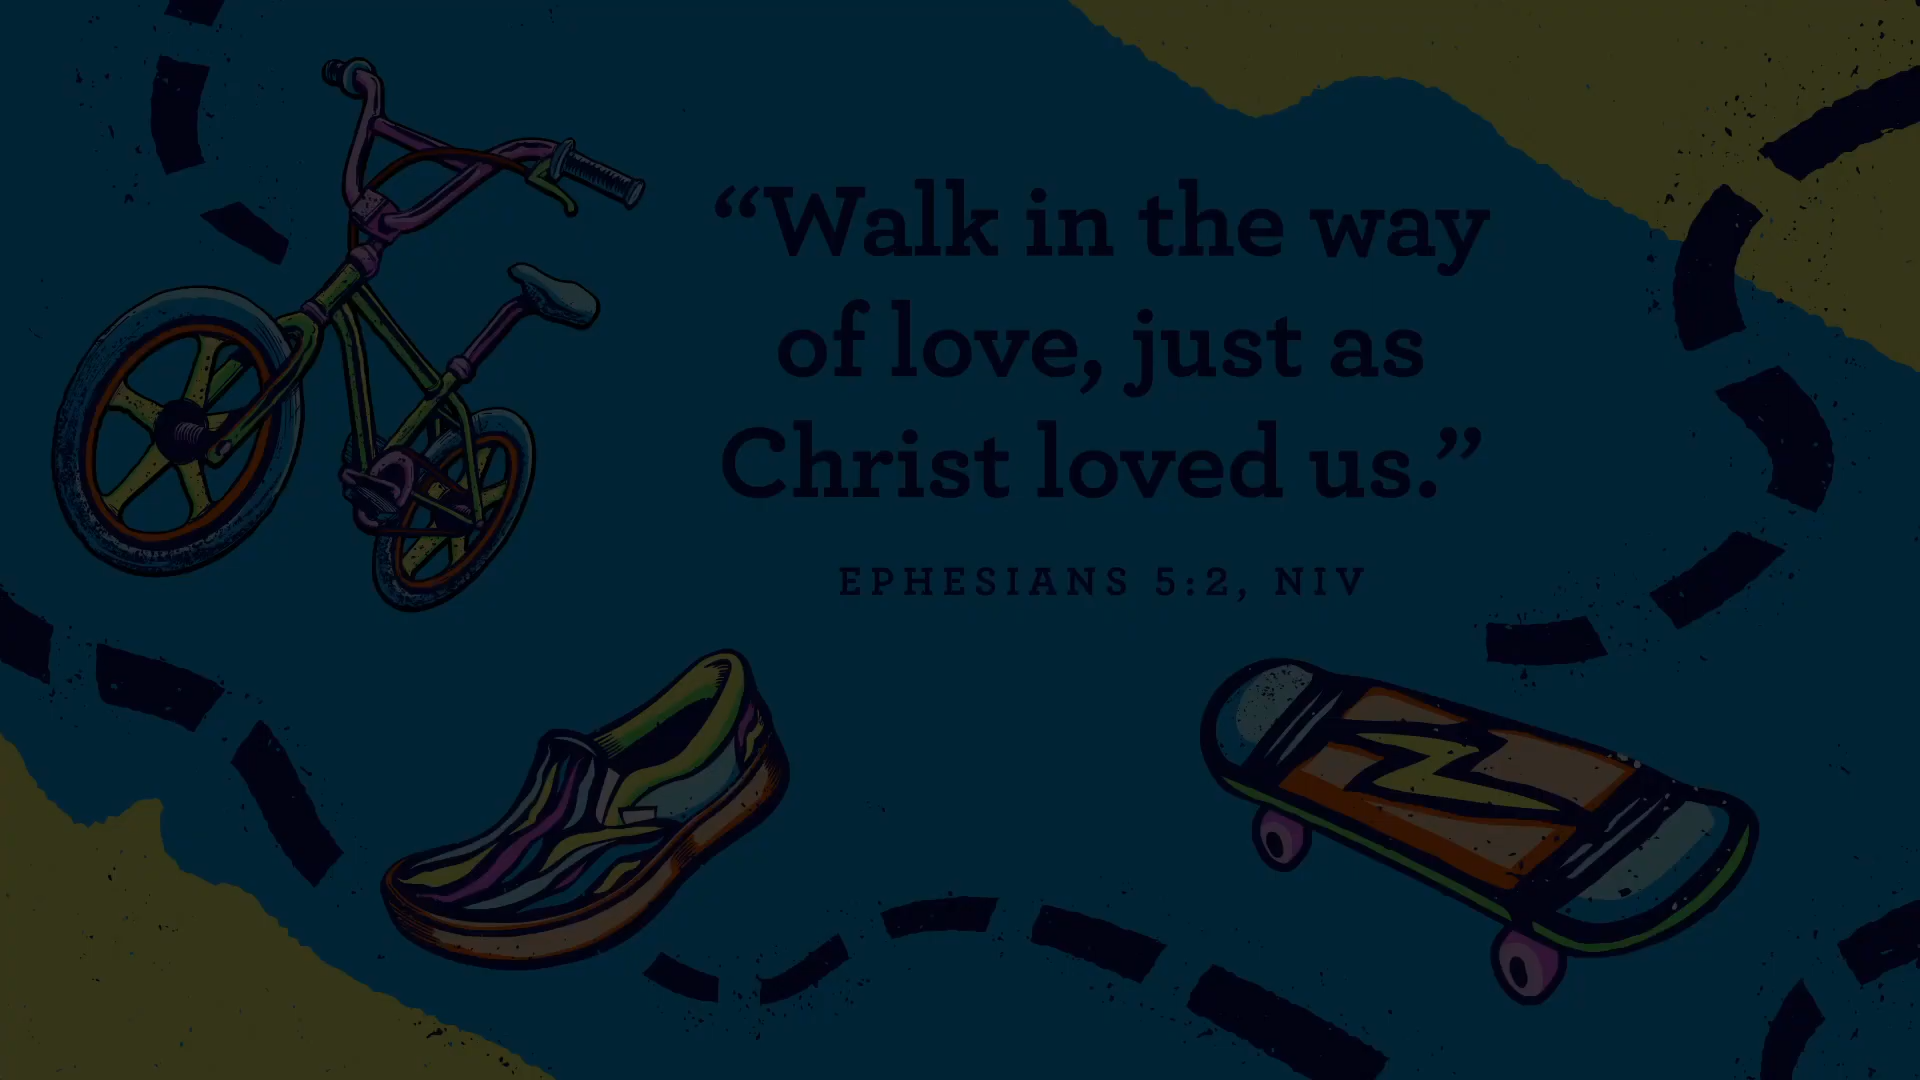 “Walk in the way
of love, just as
Christ loved us.”
EPHESIANS 5:2, NIV